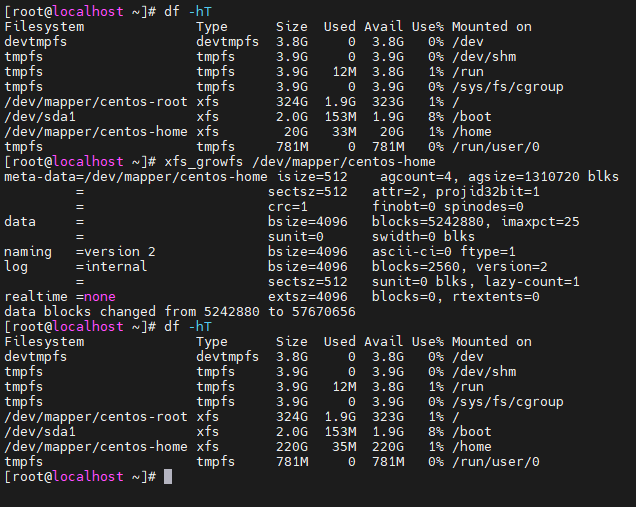 [root@localhost ~]# df -hT
Filesystem              Type      Size  Used Avail Use% Mounted on
devtmpfs                devtmpfs  3.8G     0  3.8G   0% /dev
tmpfs                   tmpfs     3.9G     0  3.9G   0% /dev/shm
tmpfs                   tmpfs     3.9G   12M  3.8G   1% /run
tmpfs                   tmpfs     3.9G     0  3.9G   0% /sys/fs/cgroup
/dev/mapper/centos-root xfs       324G  1.9G  323G   1% /
/dev/sda1               xfs       2.0G  153M  1.9G   8% /boot
/dev/mapper/centos-home xfs        20G   33M   20G   1% /home
tmpfs                   tmpfs     781M     0  781M   0% /run/user/0
[root@localhost ~]# xfs_growfs /dev/mapper/centos-home
meta-data=/dev/mapper/centos-home isize=512    agcount=4, agsize=1310720 blks
         =                       sectsz=512   attr=2, projid32bit=1
         =                       crc=1        finobt=0 spinodes=0
data     =                       bsize=4096   blocks=5242880, imaxpct=25
         =                       sunit=0      swidth=0 blks
naming   =version 2              bsize=4096   ascii-ci=0 ftype=1
log      =internal               bsize=4096   blocks=2560, version=2
         =                       sectsz=512   sunit=0 blks, lazy-count=1
realtime =none                   extsz=4096   blocks=0, rtextents=0
data blocks changed from 5242880 to 57670656
[root@localhost ~]# df -hT
Filesystem              Type      Size  Used Avail Use% Mounted on
devtmpfs                devtmpfs  3.8G     0  3.8G   0% /dev
tmpfs                   tmpfs     3.9G     0  3.9G   0% /dev/shm
tmpfs                   tmpfs     3.9G   12M  3.8G   1% /run
tmpfs                   tmpfs     3.9G     0  3.9G   0% /sys/fs/cgroup
/dev/mapper/centos-root xfs       324G  1.9G  323G   1% /
/dev/sda1               xfs       2.0G  153M  1.9G   8% /boot
/dev/mapper/centos-home xfs       220G   35M  220G   1% /home
tmpfs                   tmpfs     781M     0  781M   0% /run/user/0
[root@localhost ~]#